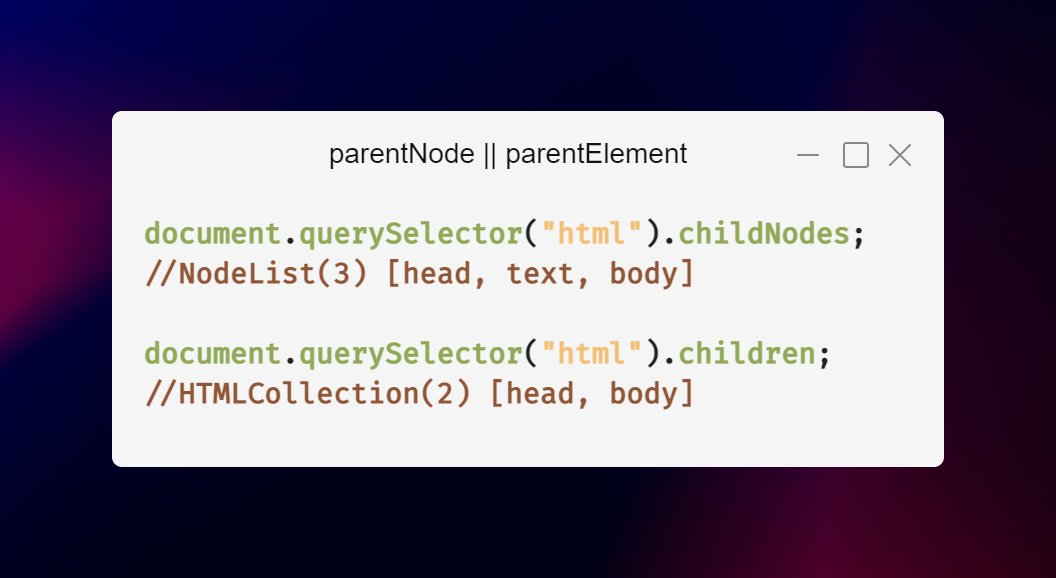 parentNode || parentElement
document.querySelector("html").childNodes;
//NodeList(3) [head, text, body]
document.querySelector("html").children;
//HTMLCollection(2) [head, body]